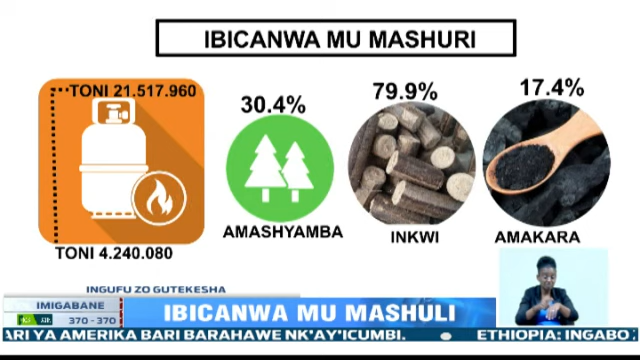 IBICANWA MU MASHURI
TONI 21.517.960
30.4%
79.9%
17.4%
AMASHYAMBA
INKWI
AMAKARA
TONI 4.240.080
INGUFU ZO GUTEKESHA
IMIGABANE
370 - 370
IBICANWA MU MASHULI
ARI YA AMERIKA BARI BARAHAWE NK'AY'ICUMBI.
ETHIOPIA: INGABO